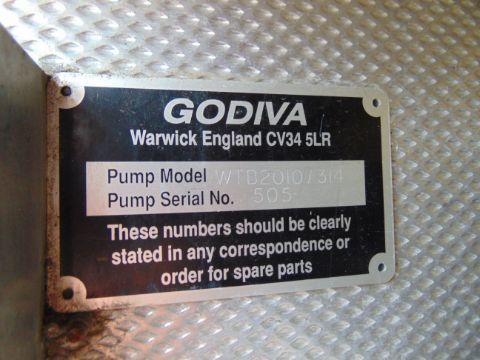 GODIVA
Warwick England CV34 5LR
Pump Model WTB2010/314
Pump Serial No. 505
These numbers should be clearly
stated in any correspondence or
order for spare parts